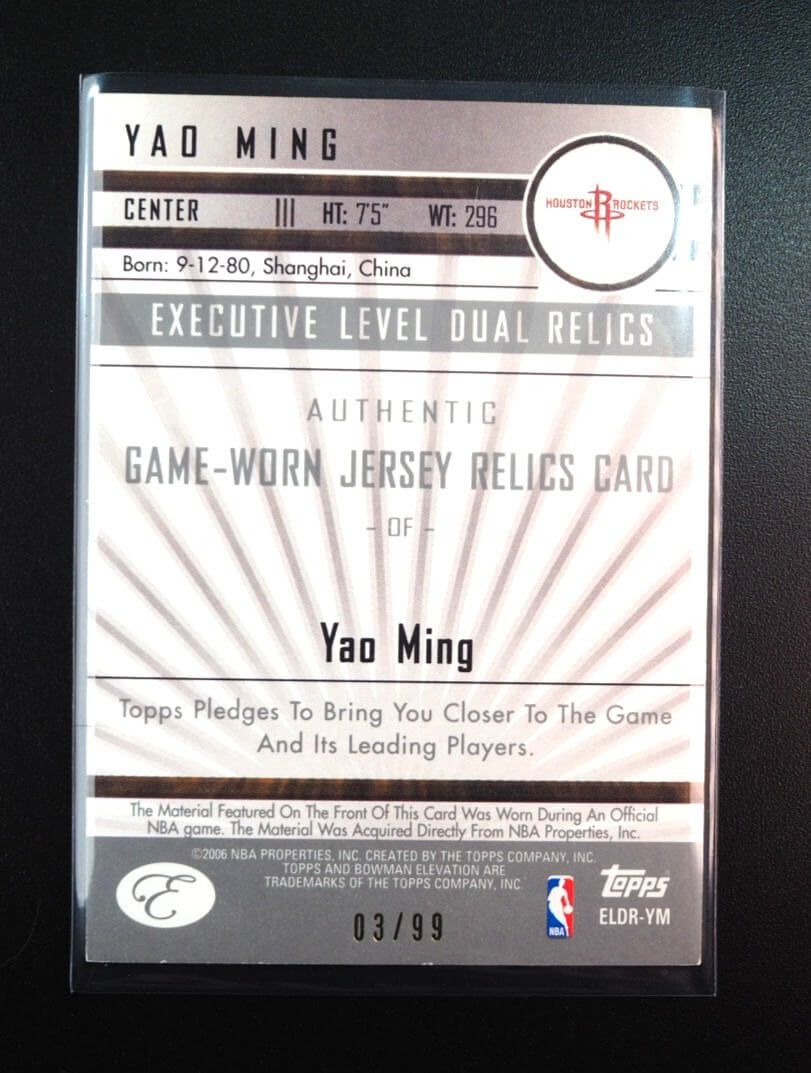 YAO MING
HOUSTON ROCKETS
CENTER ||| HT: 7'5" WT: 296
Born: 9-12-80, Shanghai, China
EXECUTIVE LEVEL DUAL RELICS
AUTHENTIC
GAME-WORN JERSEY RELICS CARD
- OF -
Yao Ming
Topps Pledges To Bring You Closer To The Game
And Its Leading Players.
The Material Featured On The Front Of This Card Was Worn During An Official
NBA game. The Material Was Acquired Directly From NBA Properties, Inc.
©2006 NBA PROPERTIES, INC. CREATED BY THE TOPPS COMPANY, INC.
TOPPS AND BOWMAN ELEVATION ARE
TRADEMARKS OF THE TOPPS COMPANY, INC.
E
03/99
NBA
topps
ELDR-YM